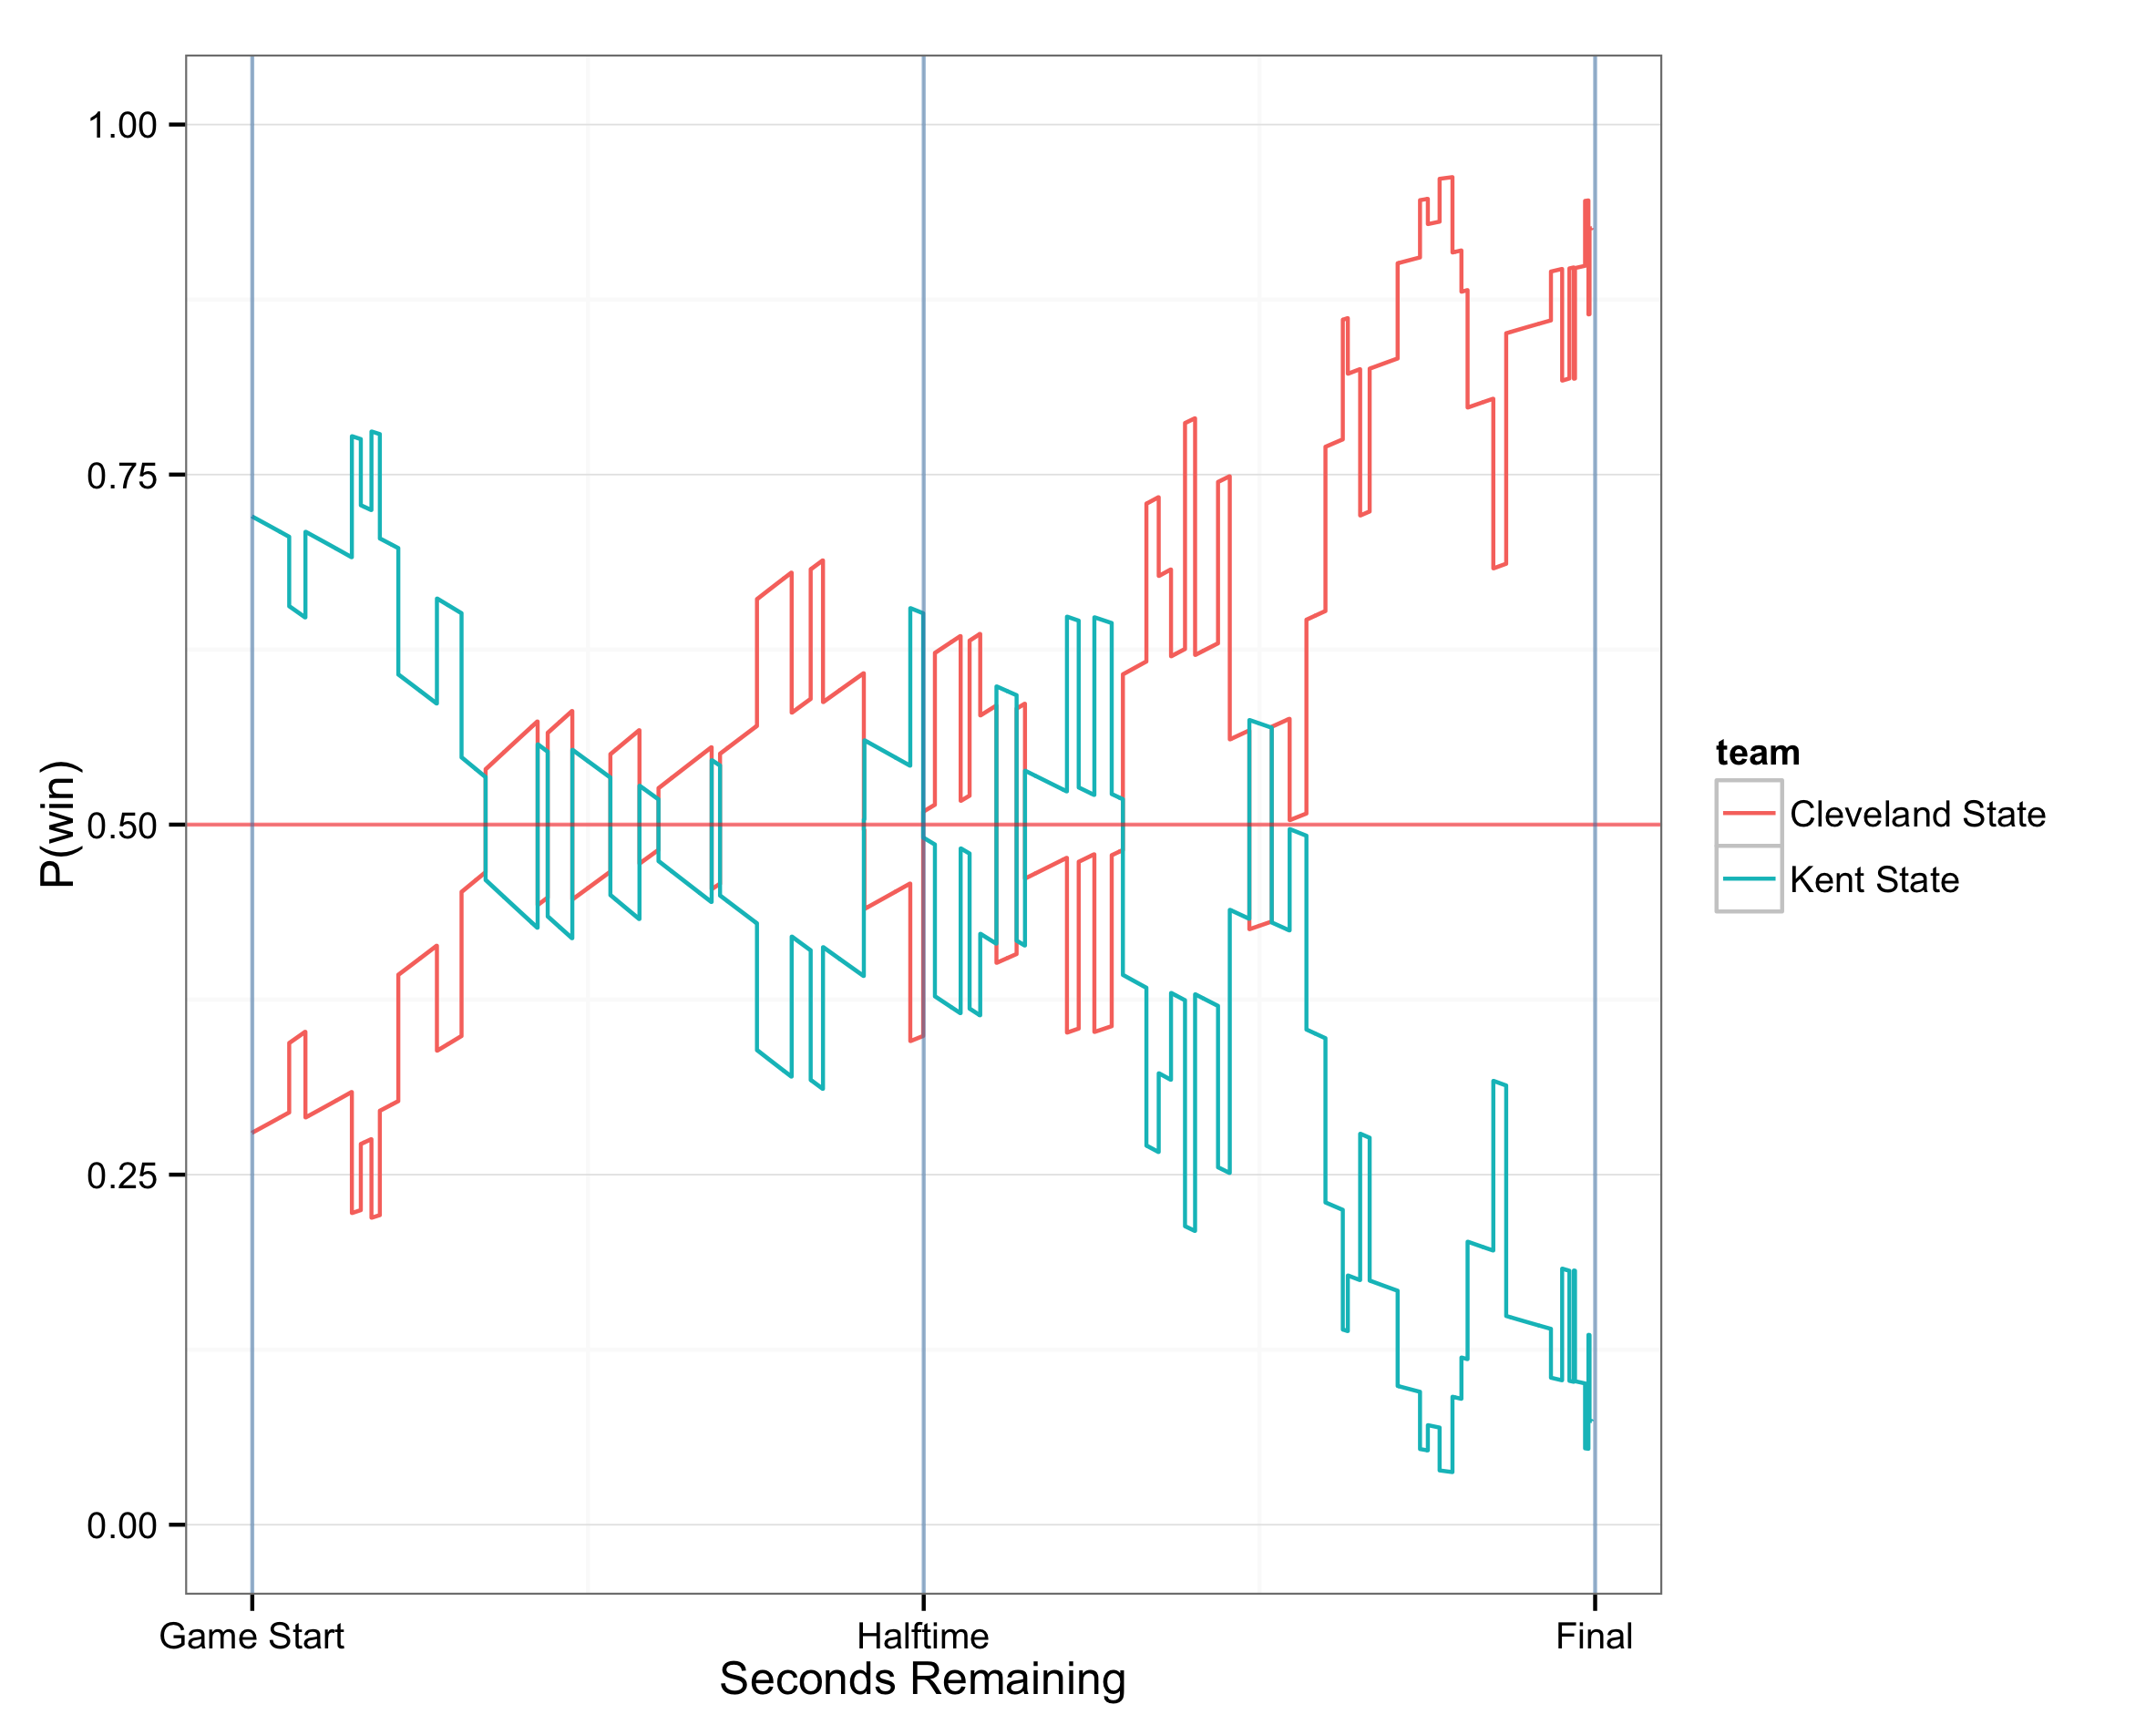 1.00
0.75
0.50
0.25
0.00
P(win)
Game Start
Halftime
Final
Seconds Remaining
team
Cleveland State
Kent State